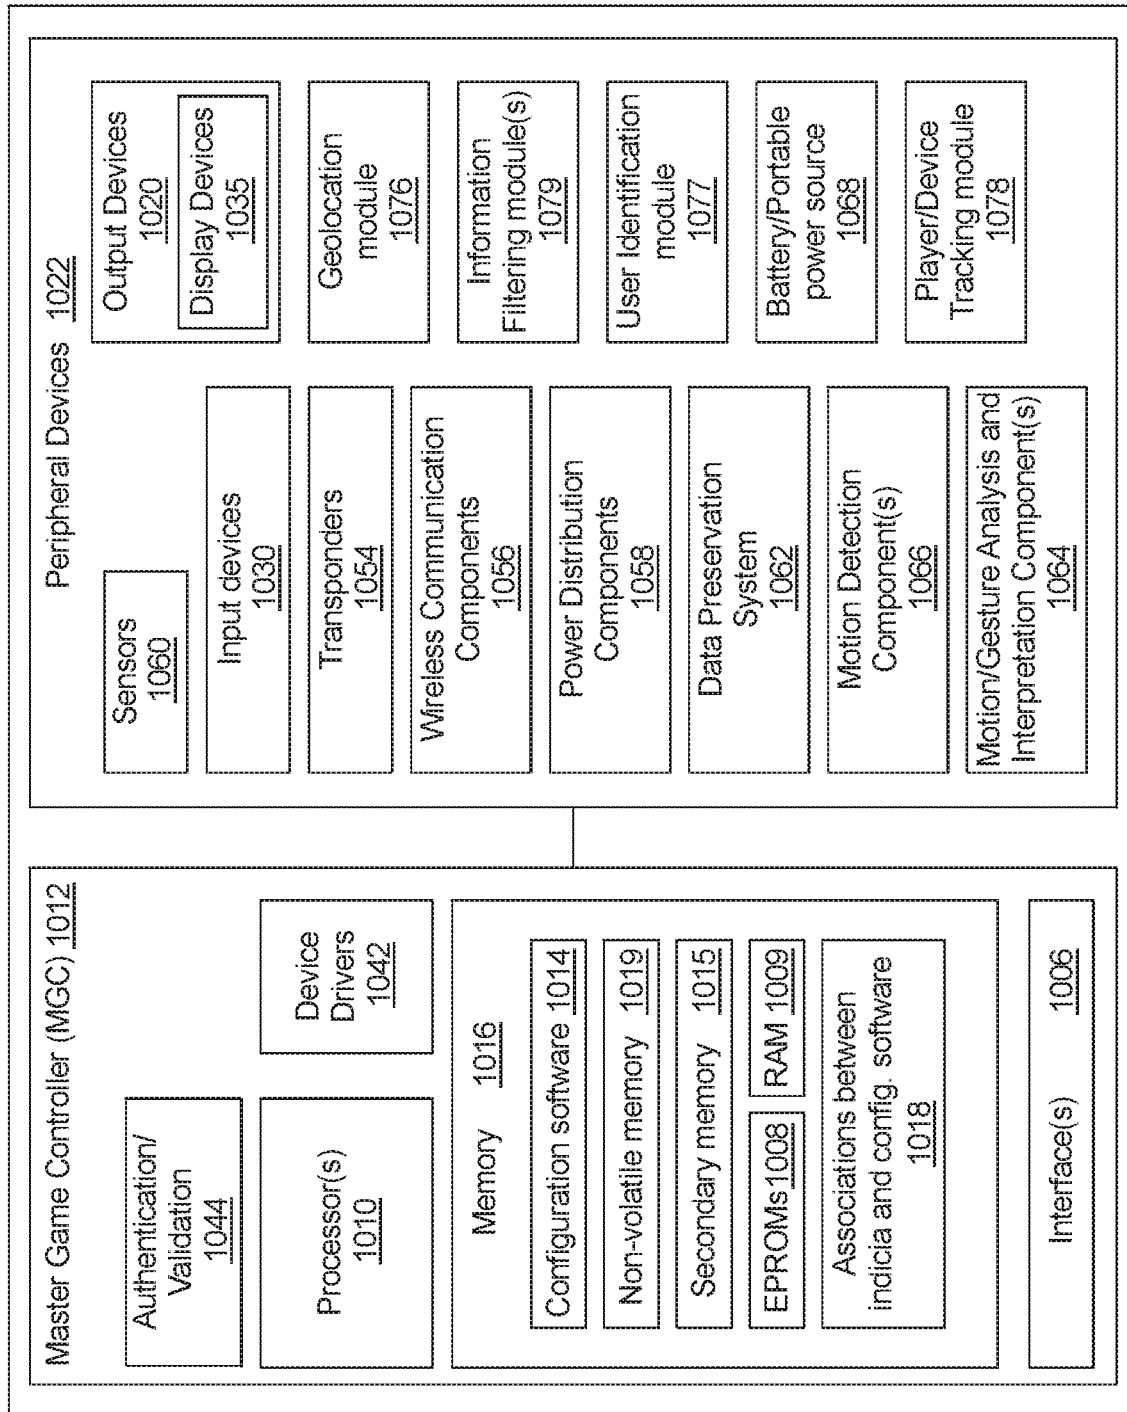 Master Game Controller (MGC) 1012
Authentication/
Validation
1044
Processor(s)
1010
Device
Drivers
1042
Memory 1016
Configuration software 1014
Non-volatile memory 1019
Secondary memory 1015
EPROMs 1008
RAM 1009
Associations between
indicia and config. software
1018
Interface(s) 1006
Peripheral Devices 1022
Sensors
1060
Input devices
1030
Transponders
1054
Wireless Communication
Components
1056
Power Distribution
Components
1058
Data Preservation
System
1062
Motion Detection
Component(s)
1066
Motion/Gesture Analysis and
Interpretation Component(s)
1064
Output Devices
1020
Display Devices
1035
Geolocation
module
1076
Information
Filtering module(s)
1079
User Identification
module
1077
Battery/Portable
power source
1068
Player/Device
Tracking module
1078